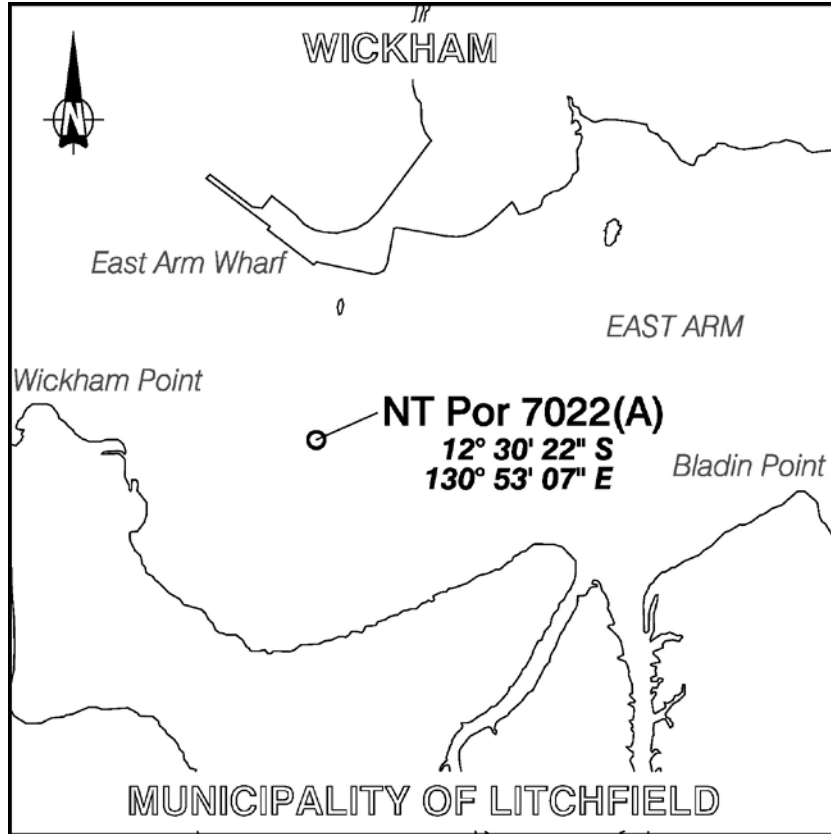 WICKHAM
N
East Arm Wharf
EAST ARM
Wickham Point
NT Por 7022(A)
12° 30' 22" S
130° 53' 07" E
Bladin Point
MUNICIPALITY OF LITCHFIELD